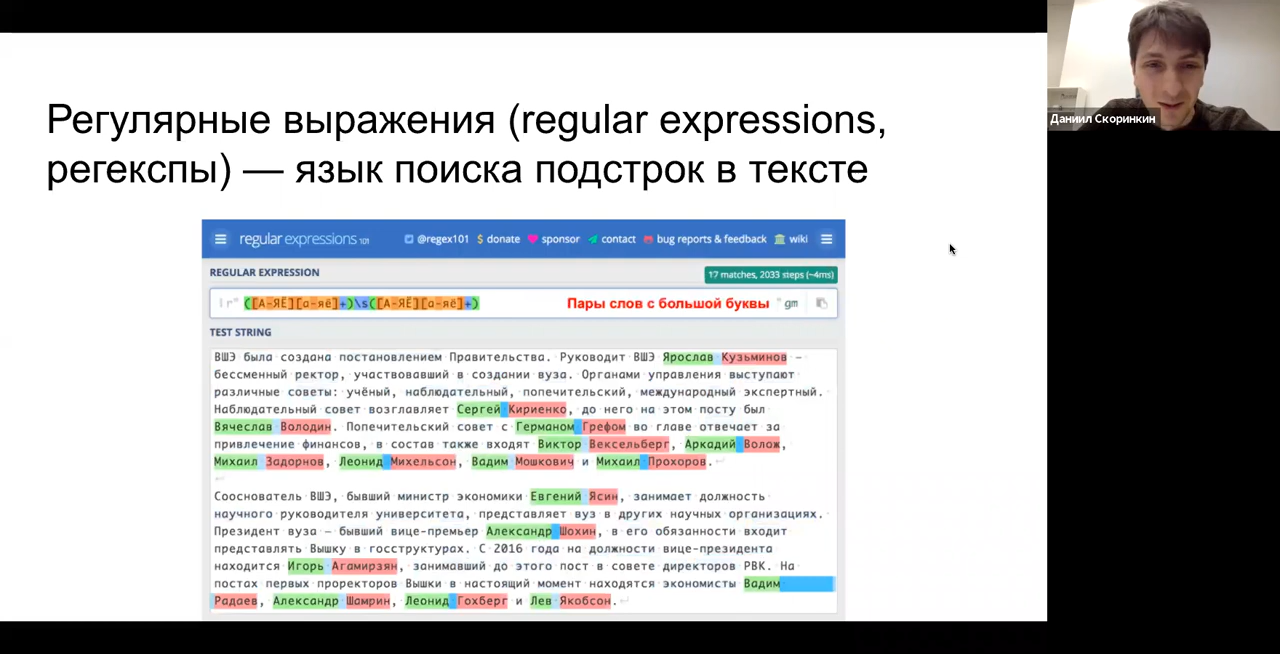 Регулярные выражения (regular expressions,
регекспы) — язык поиска подстрок в тексте
Даниил Скоринкин
regular expressions 101
@regex101 $ donate sponsor contact bug reports & feedback wiki
REGULAR EXPRESSION
17 matches, 2033 steps (~4ms)
r" ([А-ЯЁ][а-яё]+)\s([А-ЯЁ][а-яё]+) Пары слов с большой буквы " gm
TEST STRING
ВШЭ была создана постановлением Правительства. Руководит ВШЭ Ярослав Кузьминов –
бессменный ректор, участвовавший в создании вуза. Органами управления выступают
различные советы: учёный, наблюдательный, попечительский, международный экспертный.
Наблюдательный совет возглавляет Сергей Кириенко, до него на этом посту был
Вячеслав Володин. Попечительский совет с Германом Грефом во главе отвечает за
привлечение финансов, в состав также входят Виктор Вексельберг, Аркадий Волож,
Михаил Задорнов, Леонид Михельсон, Вадим Мошкович и Михаил Прохоров.
Сооснователь ВШЭ, бывший министр экономики Евгений Ясин, занимает должность
научного руководителя университета, представляет вуз в других научных организациях.
Президент вуза – бывший вице-премьер Александр Шохин, в его обязанности входит
представлять Вышку в госструктурах. С 2016 года на должности вице-президента
находится Игорь Агамирзян, занимавший до этого пост в совете директоров РВК. На
постах первых проректоров Вышки в настоящий момент находятся экономисты Вадим
Радаев, Александр Шамрин, Леонид Гохберг и Лев Якобсон.